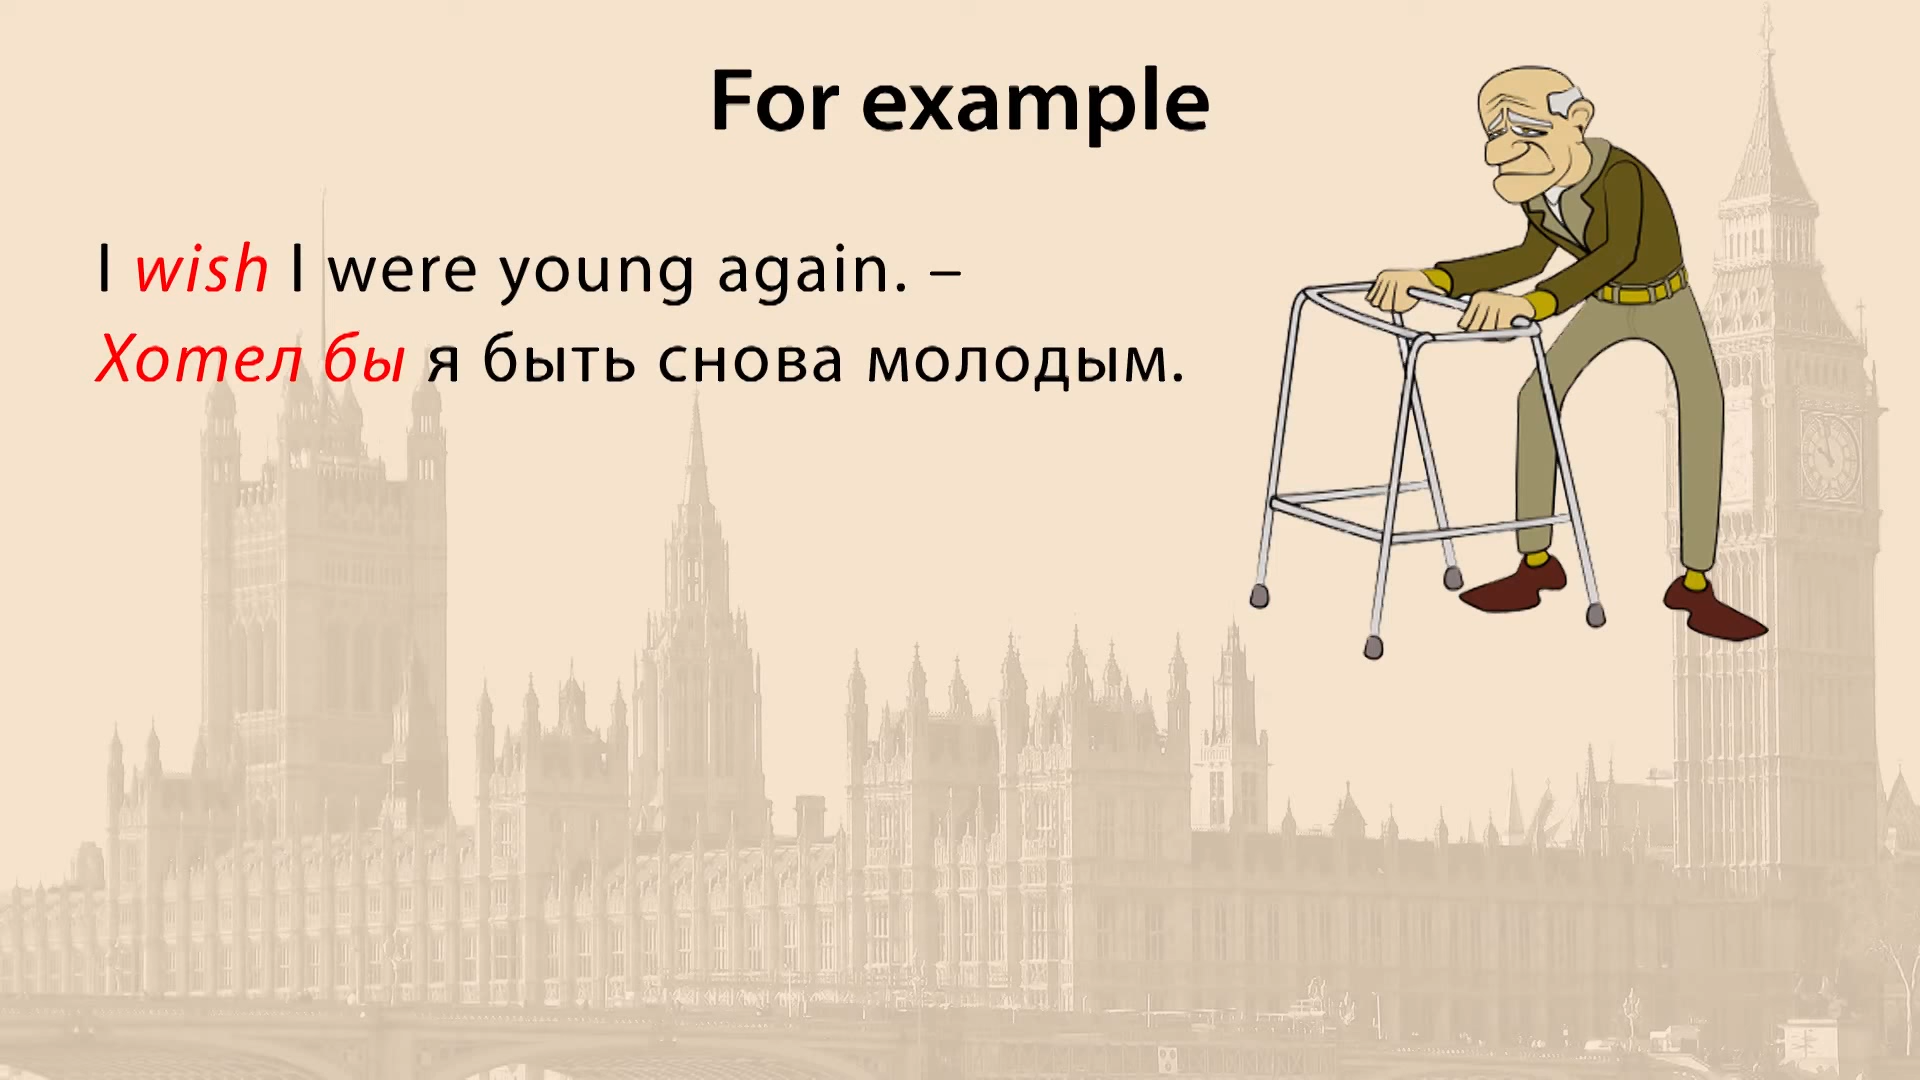 For example
I wish I were young again. –
Хотел бы я быть снова молодым.